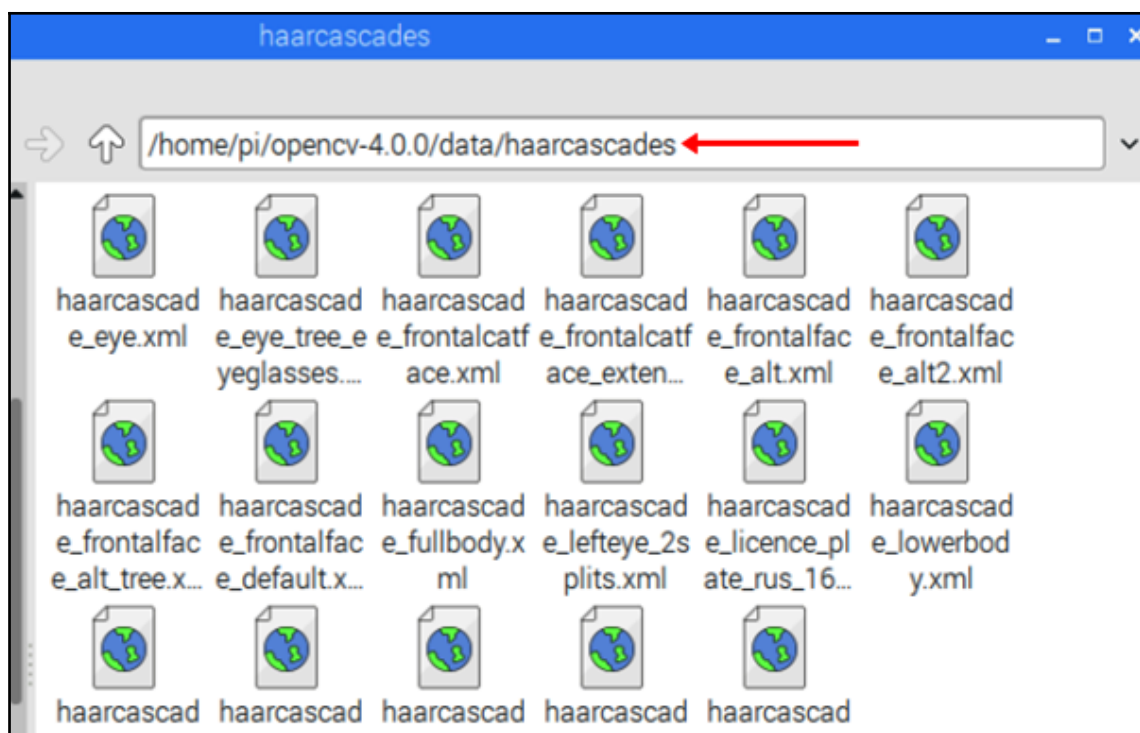 haarcascades
/home/pi/opencv-4.0.0/data/haarcascades
haarcascad haarcascad haarcascad haarcascad haarcascad haarcascad
e_eye.xml e_eye_tree_e e_frontalcatf e_frontalcatf e_frontalfac e_frontalfac
yeglasses.... ace.xml ace_exten... e_alt.xml e_alt2.xml
haarcascad haarcascad haarcascad haarcascad haarcascad haarcascad
e_frontalfac e_frontalfac e_fullbody.x e_lefteye_2s e_licence_pl e_lowerbod
e_alt_tree.x... e_default.x... ml plits.xml ate_rus_16... y.xml
haarcascad haarcascad haarcascad haarcascad haarcascad